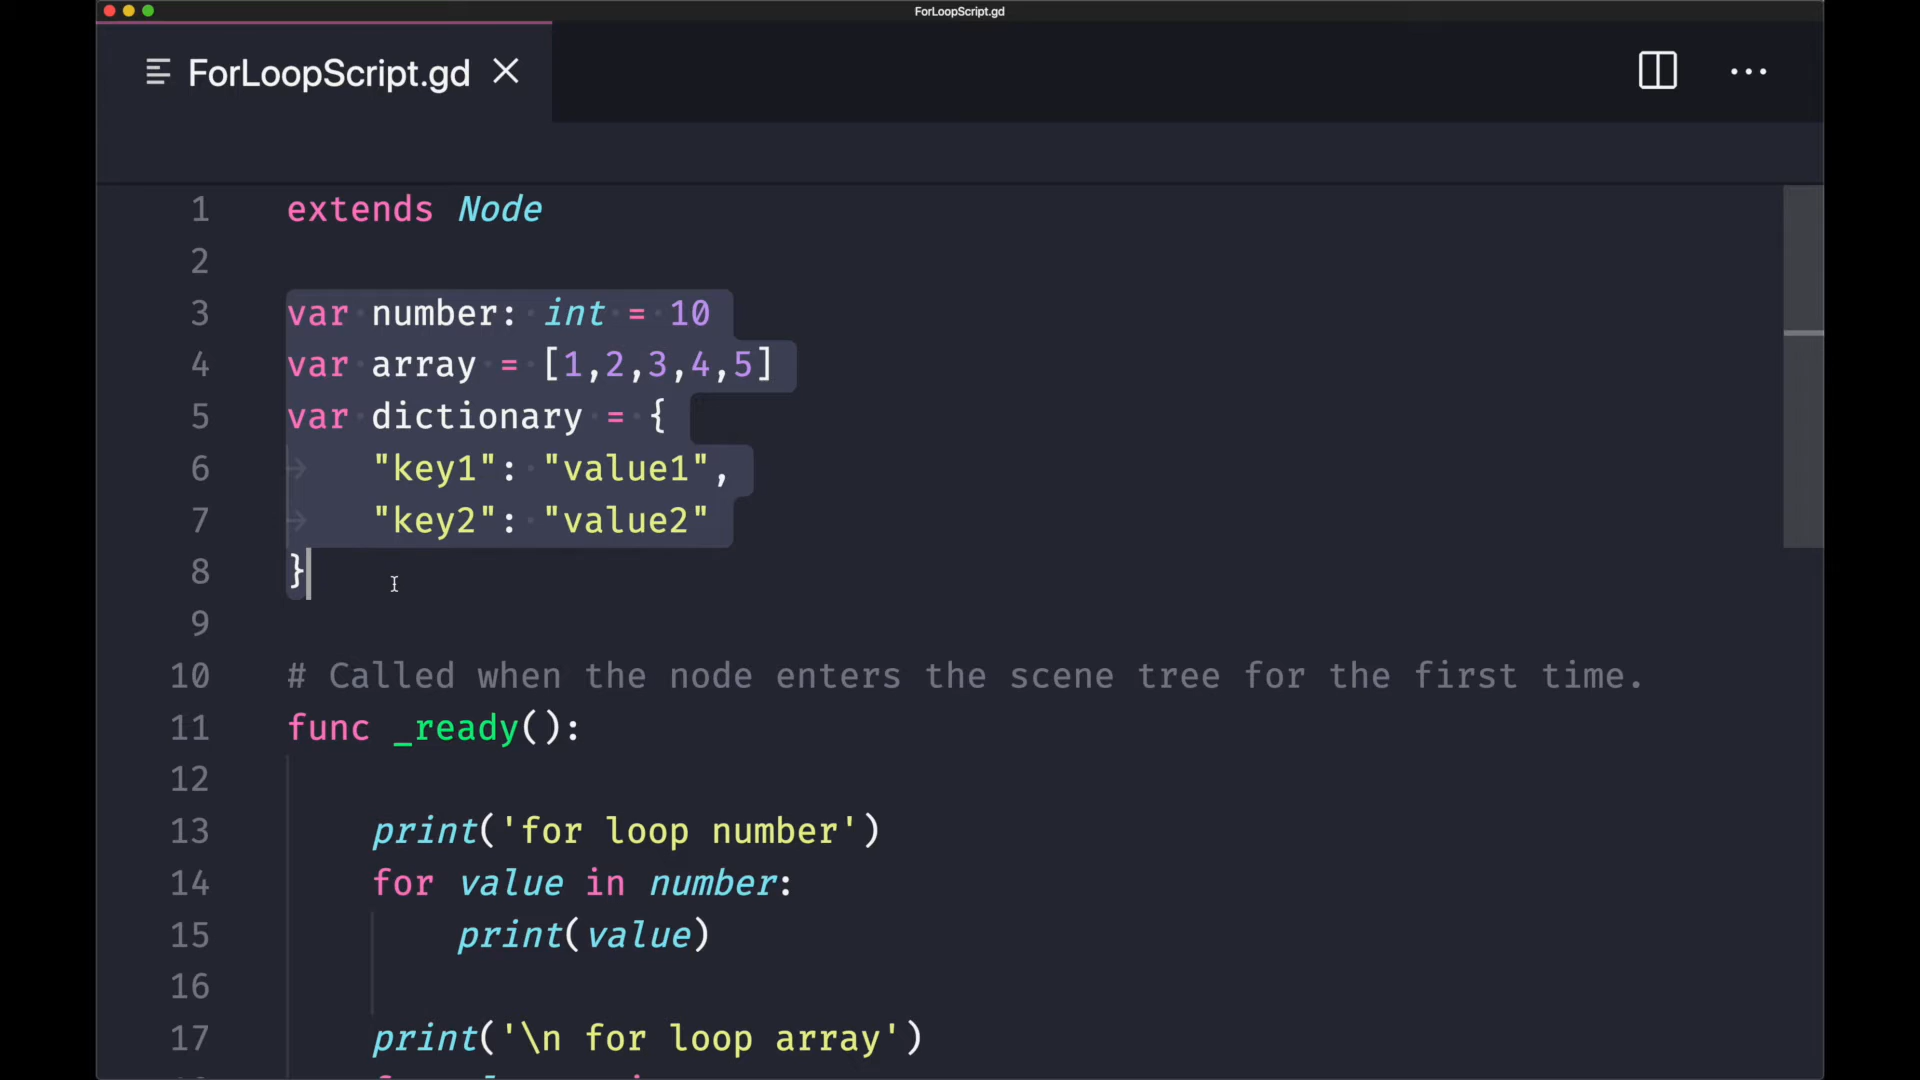 ForLoopScript.gd
ForLoopScript.gd
1 extends Node
2
3 var number: int = 10
4 var array = [1,2,3,4,5]
5 var dictionary = {
6 "key1": "value1",
7 "key2": "value2"
8 }
9
10 # Called when the node enters the scene tree for the first time.
11 func _ready():
12
13 print('for loop number')
14 for value in number:
15 print(value)
16
17 print('\n for loop array')